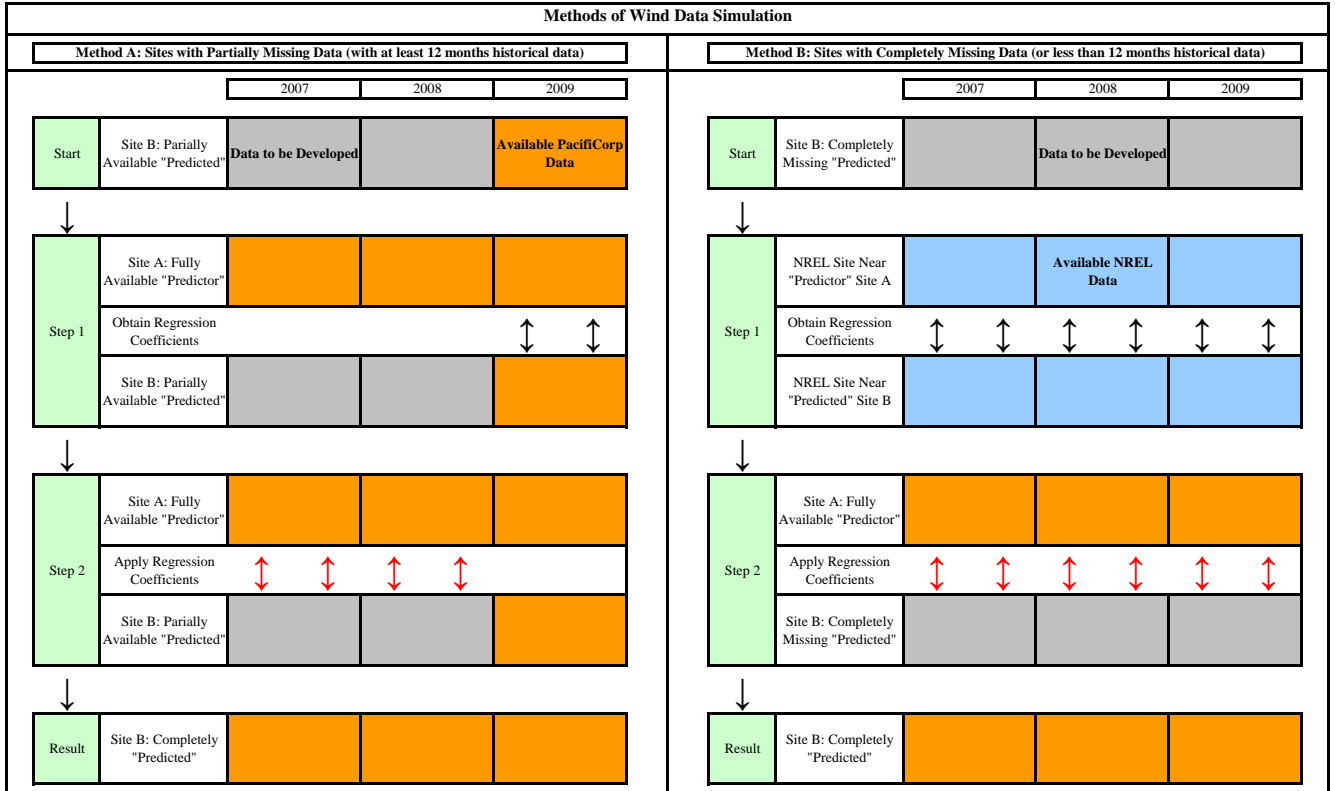 Methods of Wind Data Simulation
Method A: Sites with Partially Missing Data (with at least 12 months historical data)
2007 2008 2009
Start
Site B: Parially
Available "Predicted"
Data to be Developed
Available PacifiCorp
Data
↓
Step 1
Site A: Fully
Available "Predictor"
Obtain Regression
Coefficients
Site B: Parially
Available "Predicted"
↓
Step 2
Site A: Fully
Available "Predictor"
Apply Regression
Coefficients
Site B: Parially
Available "Predicted"
↓
Result
Site B: Completely
"Predicted"
Method B: Sites with Completely Missing Data (or less than 12 months historical data)
2007 2008 2009
Start
Site B: Completely
Missing "Predicted"
Data to be Developed
↓
Step 1
NREL Site Near
"Predictor" Site A
Available NREL
Data
Obtain Regression
Coefficients
NREL Site Near
"Predicted" Site B
↓
Step 2
Site A: Fully
Available "Predictor"
Apply Regression
Coefficients
Site B: Completely
Missing "Predicted"
↓
Result
Site B: Completely
"Predicted"